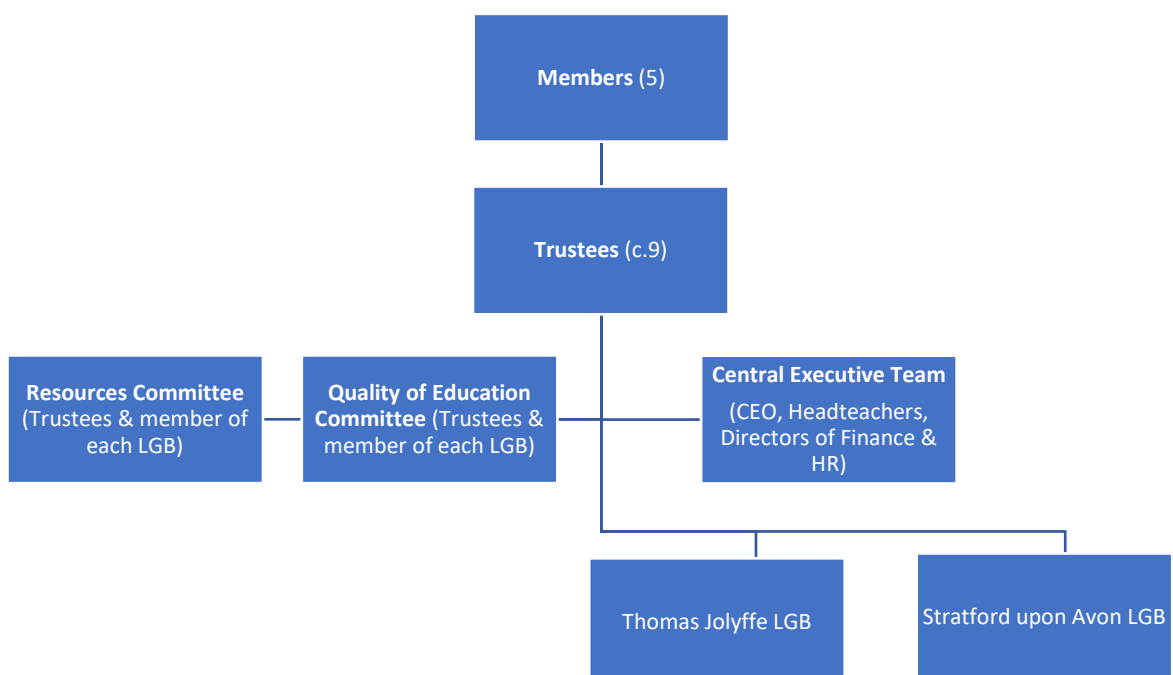 Members (5)
Trustees (c.9)
Resources Committee
(Trustees & member of
each LGB)
Quality of Education
Committee (Trustees &
member of each LGB)
Central Executive Team
(CEO, Headteachers,
Directors of Finance &
HR)
Thomas Jolyffe LGB
Stratford upon Avon LGB